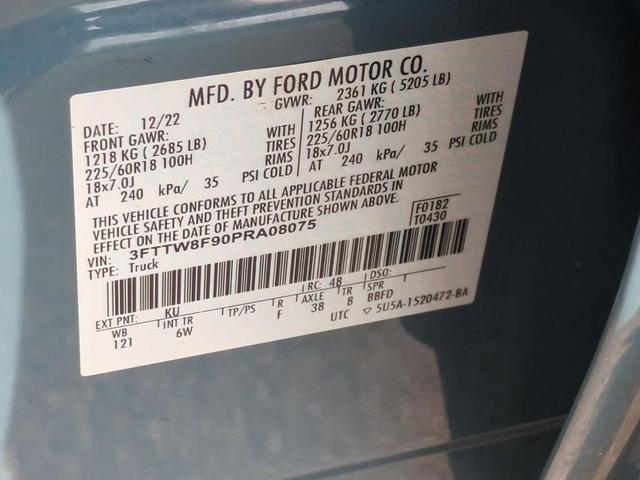 MFD. BY FORD MOTOR CO.
DATE: 12/22 GVWR: 2361 KG ( 5205 LB)
FRONT GAWR: WITH REAR GAWR: WITH
1218 KG ( 2685 LB) TIRES 1256 KG ( 2770 LB) TIRES
225/60R18 100H RIMS 225/60R18 100H RIMS
18x7.0J 18x7.0J
AT 240 kPa/ 35 PSI COLD AT 240 kPa/ 35 PSI COLD
THIS VEHICLE CONFORMS TO ALL APPLICABLE FEDERAL MOTOR
VEHICLE SAFETY AND THEFT PREVENTION STANDARDS IN
EFFECT ON THE DATE OF MANUFACTURE SHOWN ABOVE.
VIN: 3FTTW8F90PRA08075 F0182
TYPE: Truck T0430
EXT PNT: KU RC: 48 DSO:
WB INT TR TP/PS R AXLE TR SPR
121 6W F 38 8 BBFD
UTC ▽ 5U5A-1520472-BA